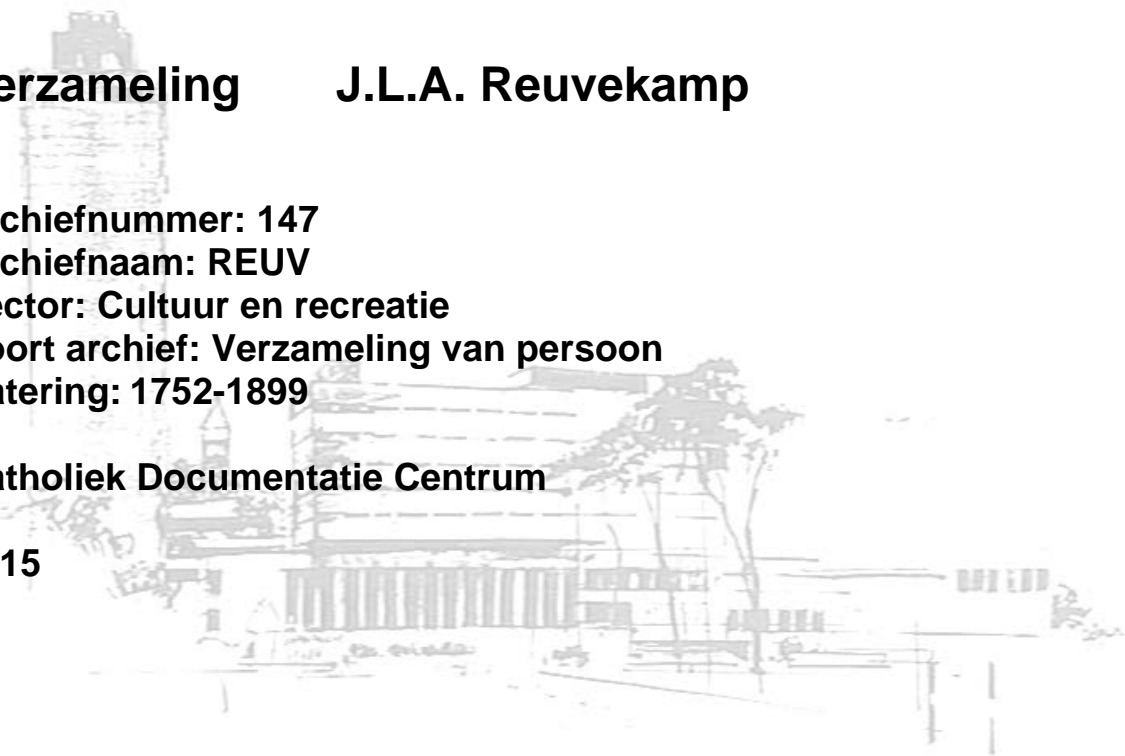 erzameling J.L.A. Reuvekamp
chiefnummer: 147
chiefnaam: REUV
ector: Cultuur en recreatie
oort archief: Verzameling van persoon
atering: 1752-1899
atholiek Documentatie Centrum
15